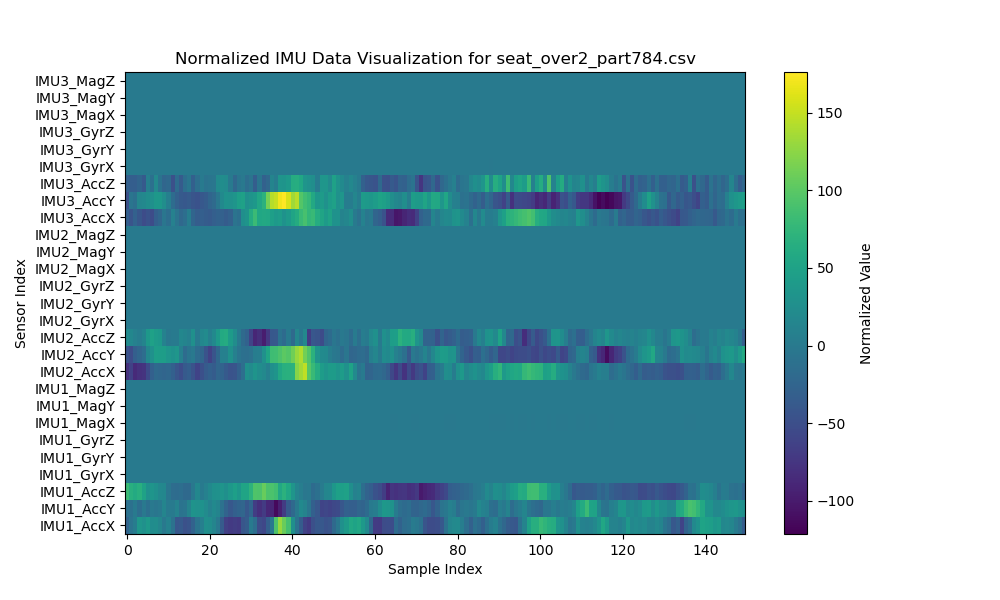 Normalized IMU Data Visualization for seat_over2_part784.csv
IMU3_MagZ
IMU3_MagY
IMU3_MagX
IMU3_GyrZ
IMU3_GyrY
IMU3_GyrX
IMU3_AccZ
IMU3_AccY
IMU3_AccX
IMU2_MagZ
IMU2_MagY
IMU2_MagX
IMU2_GyrZ
IMU2_GyrY
IMU2_GyrX
IMU2_AccZ
IMU2_AccY
IMU2_AccX
IMU1_MagZ
IMU1_MagY
IMU1_MagX
IMU1_GyrZ
IMU1_GyrY
IMU1_GyrX
IMU1_AccZ
IMU1_AccY
IMU1_AccX
Sensor Index
0 20 40 60 80 100 120 140
Sample Index
150
100
50
0
−50
−100
Normalized Value